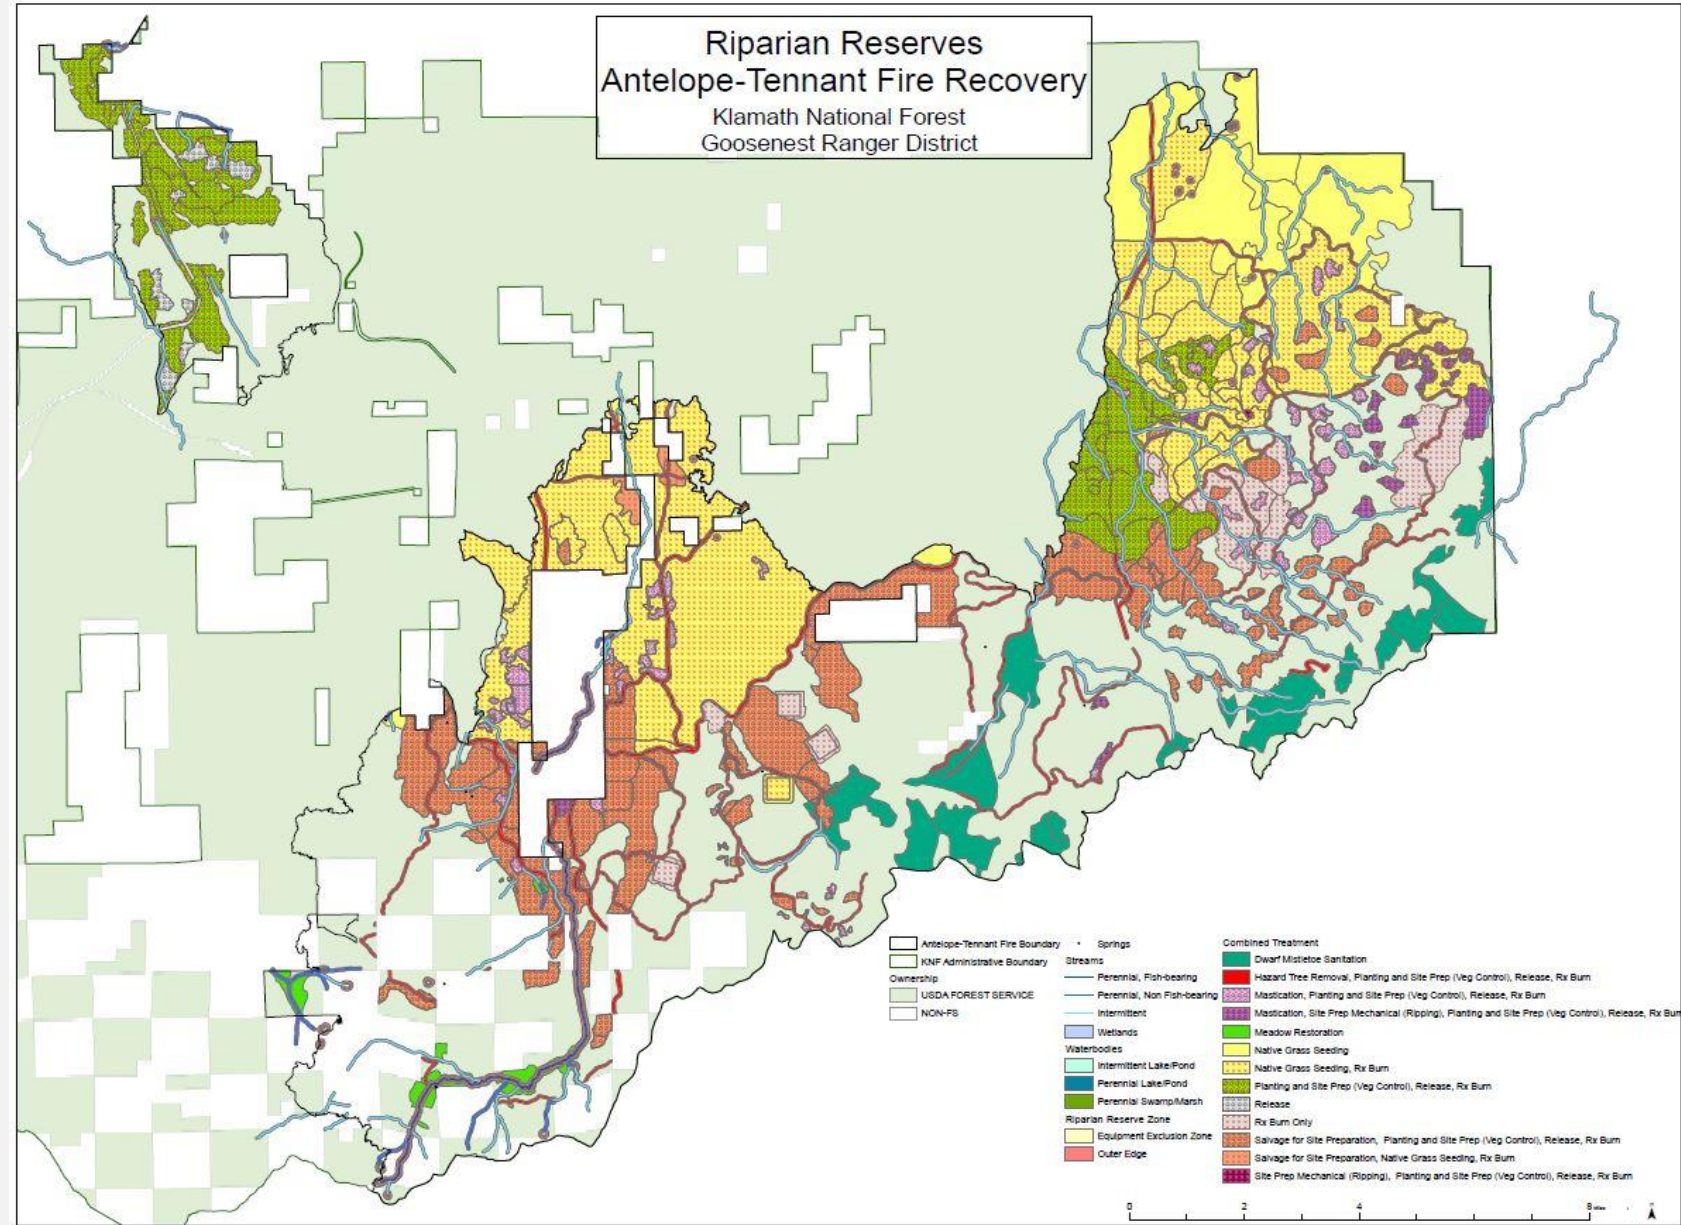 Riparian Reserves
Antelope-Tennant Fire Recovery
Klamath National Forest
Goosenest Ranger District
Antelope-Tennant Fire Boundary
KNF Administrative Boundary
Ownership
USDA FOREST SERVICE
NON-FS
Springs
Streams
Perennial, Fish-bearing
Perennial, Non Fish-bearing
Intermittent
Wetlands
Waterbodies
Intermittent Lake/Pond
Perennial Lake/Pond
Perennial Swamp/Marsh
Riparian Reserve Zone
Equipment Exclusion Zone
Outer Edge
Combined Treatment
Dwarf Mistletoe Sanitation
Hazard Tree Removal, Planting and Site Prep (Veg Control), Release, Rx Burn
Mastication, Planting and Site Prep (Veg Control), Release, Rx Burn
Mastication, Site Prep Mechanical (Ripping), Planting and Site Prep (Veg Control), Release, Rx Burn
Meadow Restoration
Native Grass Seeding
Native Grass Seeding, Rx Burn
Planting and Site Prep (Veg Control), Release, Rx Burn
Release
Rx Burn Only
Salvage for Site Preparation, Planting and Site Prep (Veg Control), Release, Rx Burn
Salvage for Site Preparation, Native Grass Seeding, Rx Burn
Site Prep Mechanical (Ripping), Planting and Site Prep (Veg Control), Release, Rx Burn
0 2 4 8 Miles